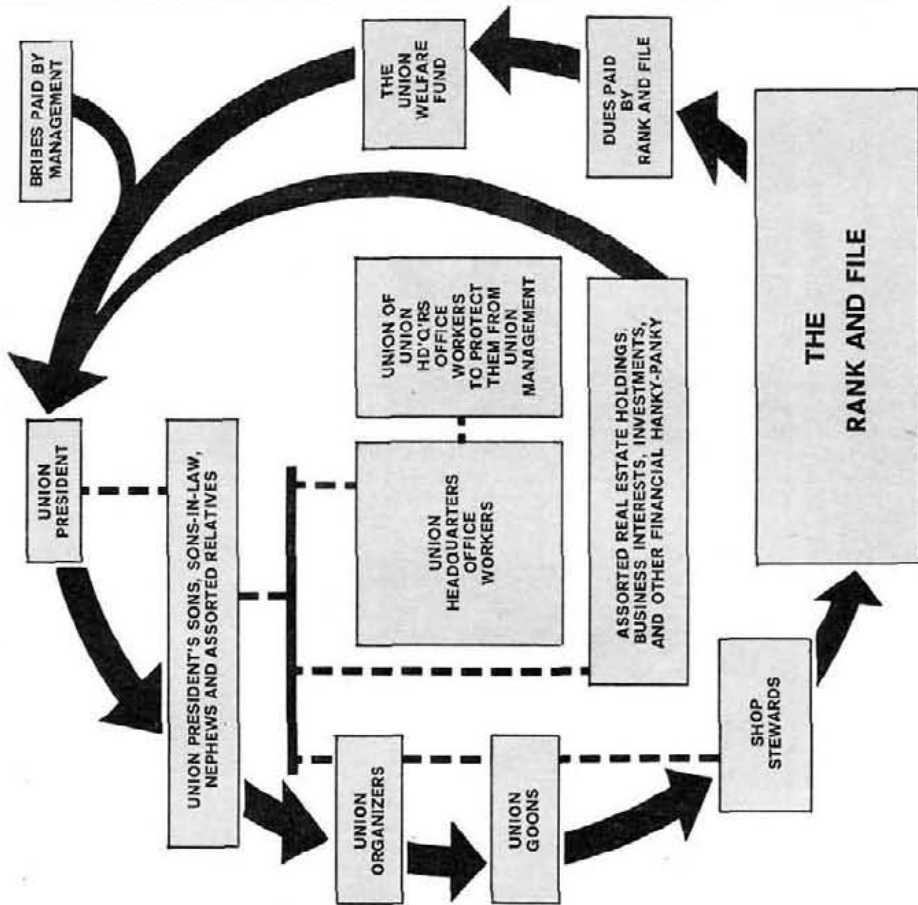 BRIBES PAID BY
MANAGEMENT
UNION
PRESIDENT
THE
UNION
WELFARE
FUND
UNION PRESIDENT'S SONS, SONS-IN-LAW,
NEPHEWS AND ASSORTED RELATIVES
DUES PAID
BY
RANK AND FILE
UNION
ORGANIZERS
UNION
HEADQUARTERS
OFFICE
WORKERS
UNION OF
UNION
HD'Q'RS
OFFICE
WORKERS
TO PROTECT
THEM FROM
UNION
MANAGEMENT
UNION
GOONS
ASSORTED REAL ESTATE HOLDINGS,
BUSINESS INTERESTS, INVESTMENTS,
AND OTHER FINANCIAL HANKY-PANKY
SHOP
STEWARDS
THE
RANK AND FILE